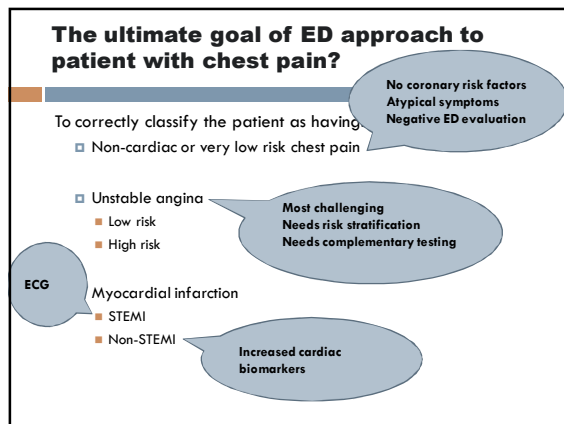 The ultimate goal of ED approach to
patient with chest pain?
No coronary risk factors
Atypical symptoms
Negative ED evaluation
To correctly classify the patient as having
Non-cardiac or very low risk chest pain
Unstable angina
Low risk
High risk
Most challenging
Needs risk stratification
Needs complementary testing
ECG
Myocardial infarction
STEMI
Non-STEMI
Increased cardiac
biomarkers